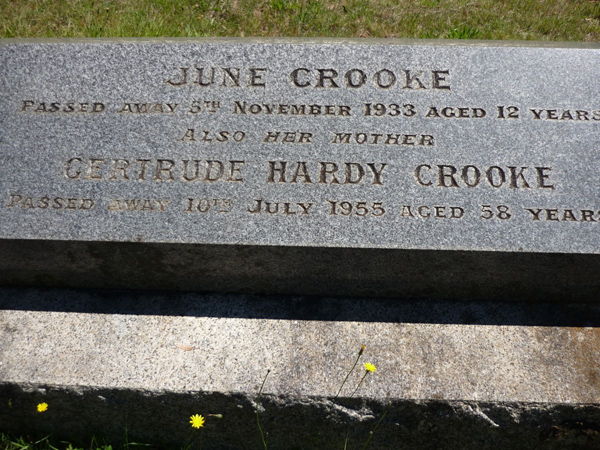 JUNE CROOKE
PASSED AWAY 5TH NOVEMBER 1933 AGED 12 YEARS
ALSO HER MOTHER
GERTRUDE HARDY CROOKE
PASSED AWAY 10TH JULY 1955 AGED 58 YEARS